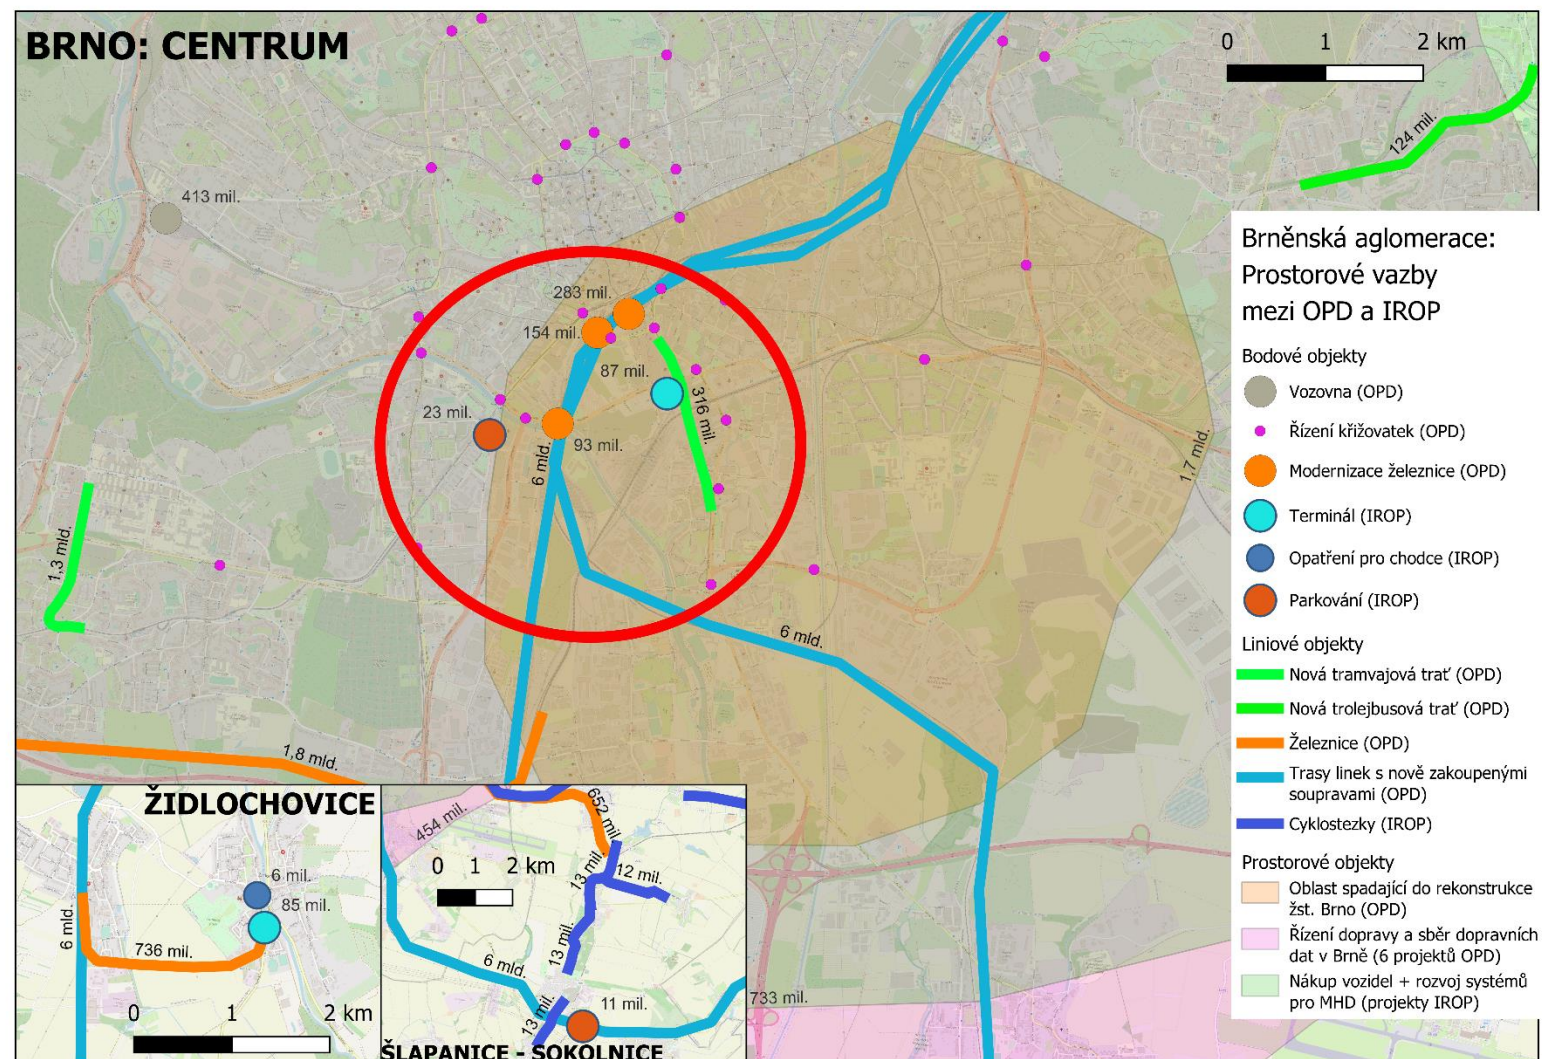 BRNO: CENTRUM
0 1 2 km
124 mil.
413 mil.
283 mil.
154 mil.
87 mil.
316 mil.
23 mil.
93 mil.
6 mld.
1,7 mld.
1,3 mld.
6 mld.
1,8 mld.
733 mil.
ŽIDLOCHOVICE
6 mil.
85 mil.
6 mld.
736 mil.
0 1 2 km
454 mil.
652 mil.
0 1 2 km
13 mil.
12 mil.
13 mil.
6 mld.
13 mil.
11 mil.
ŠLAPANICE - SOKOLNICE
Brněnská aglomerace:
Prostorové vazby
mezi OPD a IROP
Bodové objekty
Vozovna (OPD)
Řízení křižovatek (OPD)
Modernizace železnice (OPD)
Terminál (IROP)
Opatření pro chodce (IROP)
Parkování (IROP)
Liniové objekty
Nová tramvajová trať (OPD)
Nová trolejbusová trať (OPD)
Železnice (OPD)
Trasy linek s nově zakoupenými
soupravami (OPD)
Cyklostezky (IROP)
Prostorové objekty
Oblast spadající do rekonstrukce
žst. Brno (OPD)
Řízení dopravy a sběr dopravních
dat v Brně (6 projektů OPD)
Nákup vozidel + rozvoj systémů
pro MHD (projekty IROP)